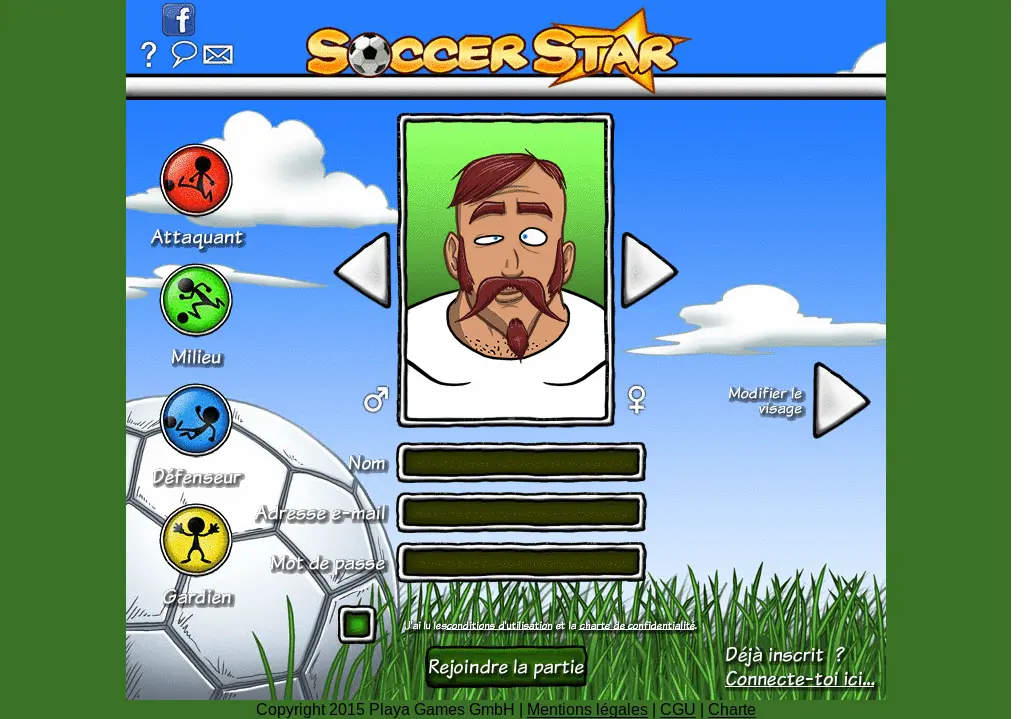 SOCCER STAR
Attaquant
Milieu
Défenseur
Gardien
Modifier le
visage
Nom
Adresse e-mail
Mot de passe
J'ai lu les conditions d'utilisation et la charte de confidentialité.
Rejoindre la partie
Déjà inscrit ?
Connecte-toi ici...
Copyright 2015 Playa Games GmbH | Mentions légales | CGU | Charte